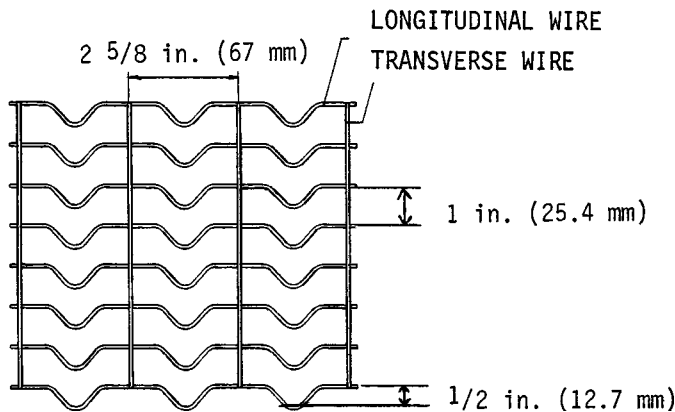 LONGITUDINAL WIRE
2 5/8 in. (67 mm)
TRANSVERSE WIRE
1 in. (25.4 mm)
1/2 in. (12.7 mm)